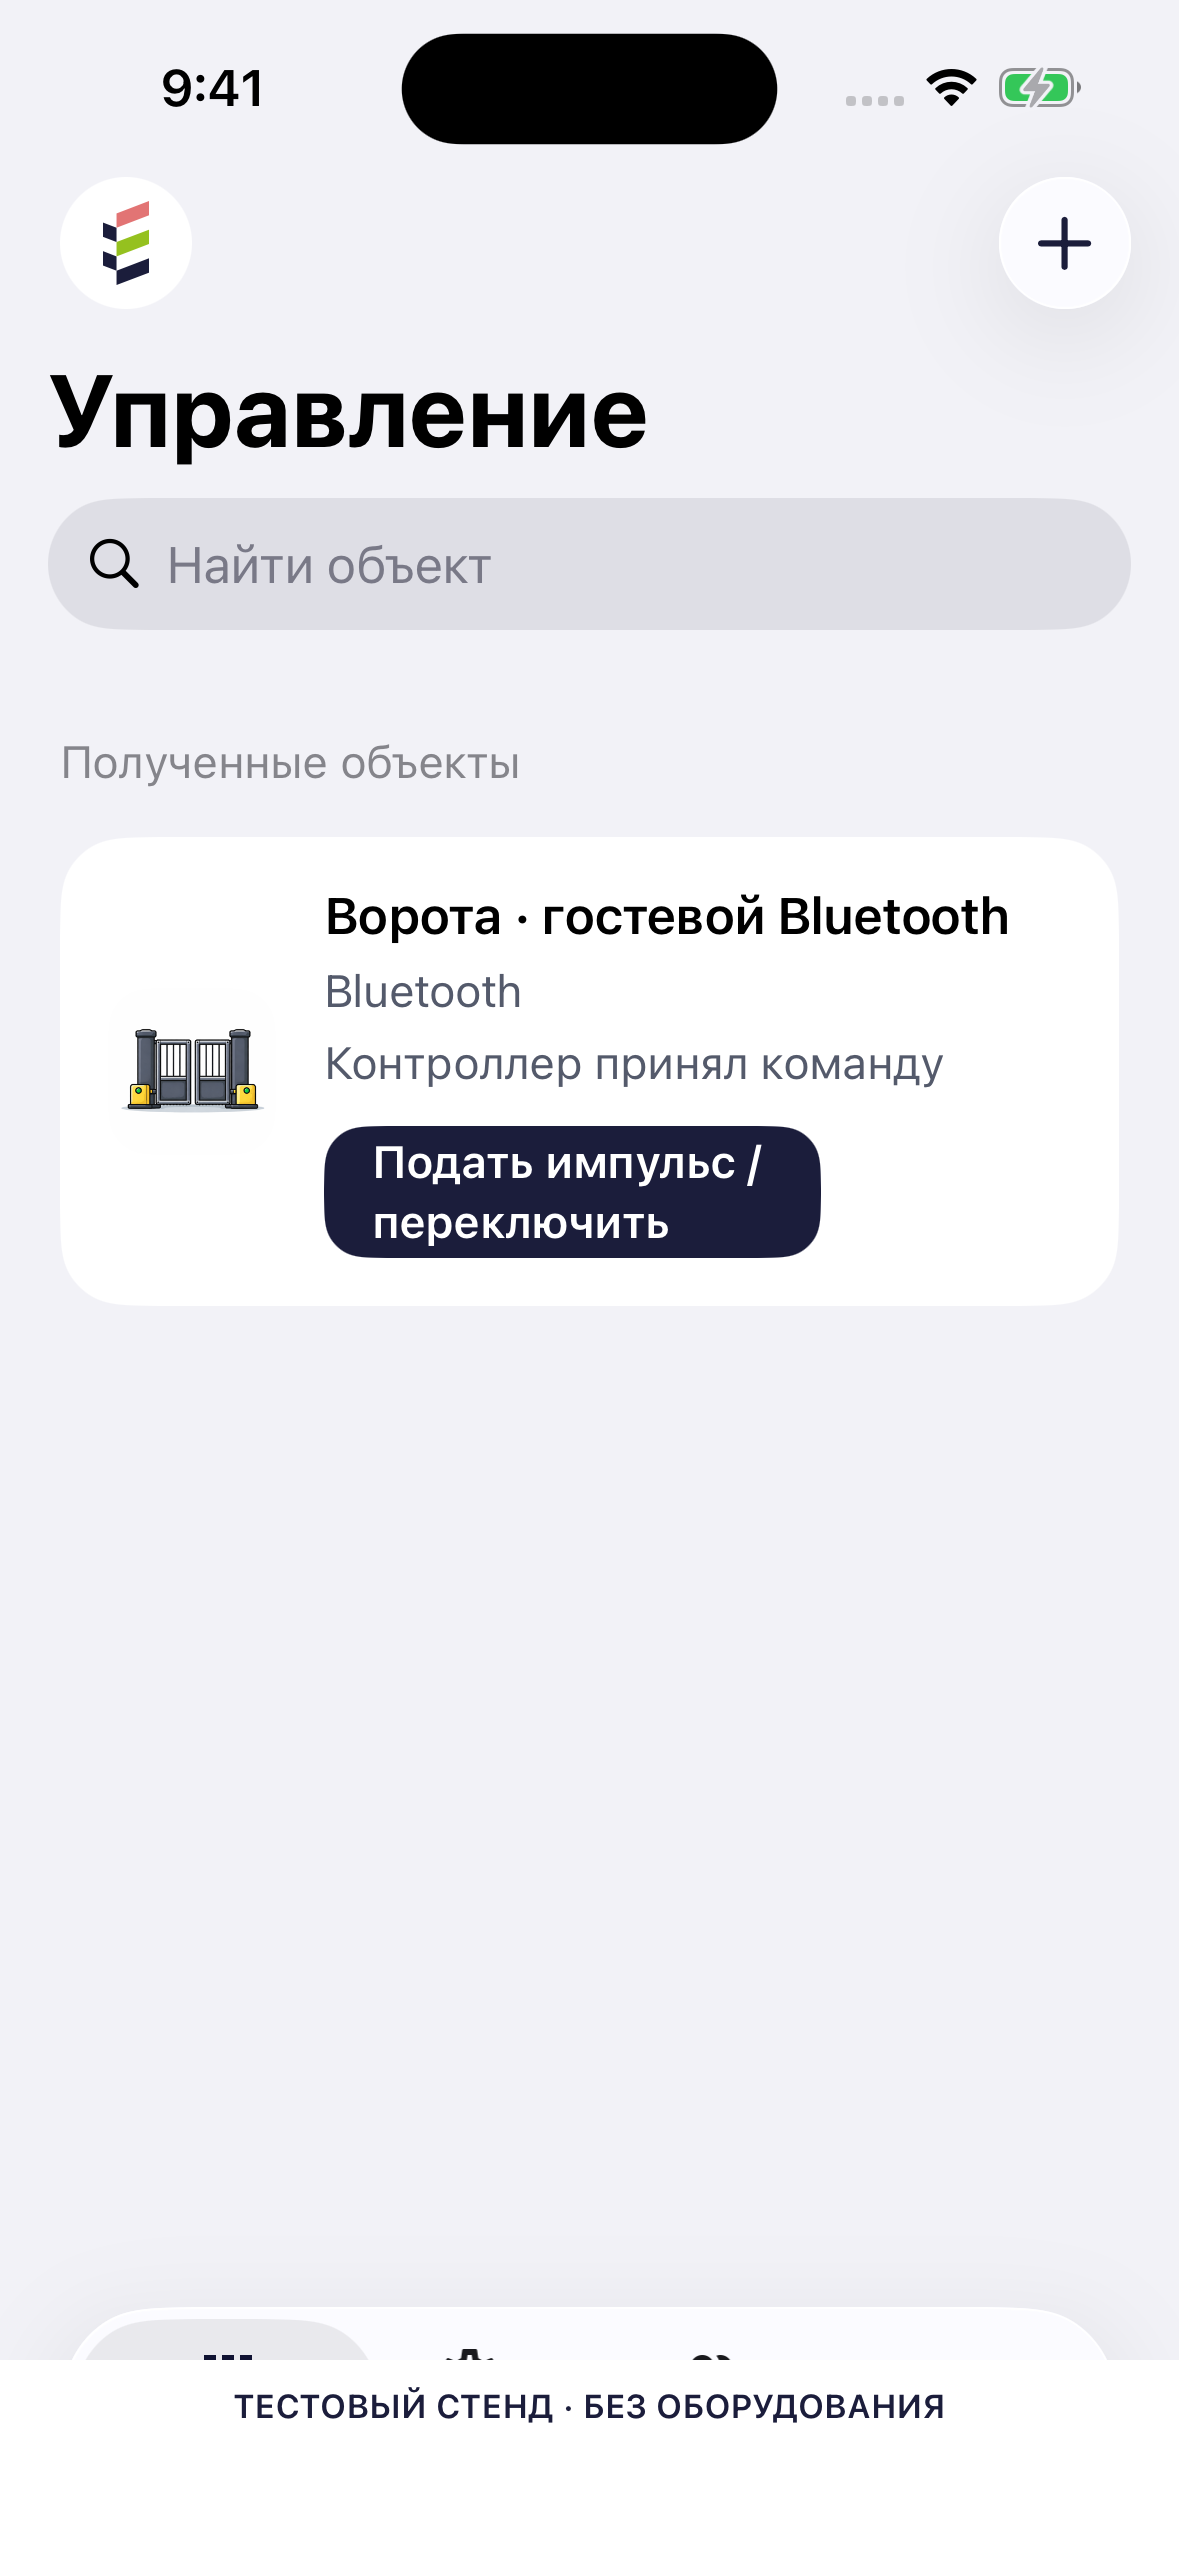 9:41
Управление
Найти объект
Полученные объекты
Ворота · гостевой Bluetooth
Bluetooth
Контроллер принял команду
Подать импульс /
переключить
ТЕСТОВЫЙ СТЕНД · БЕЗ ОБОРУДОВАНИЯ